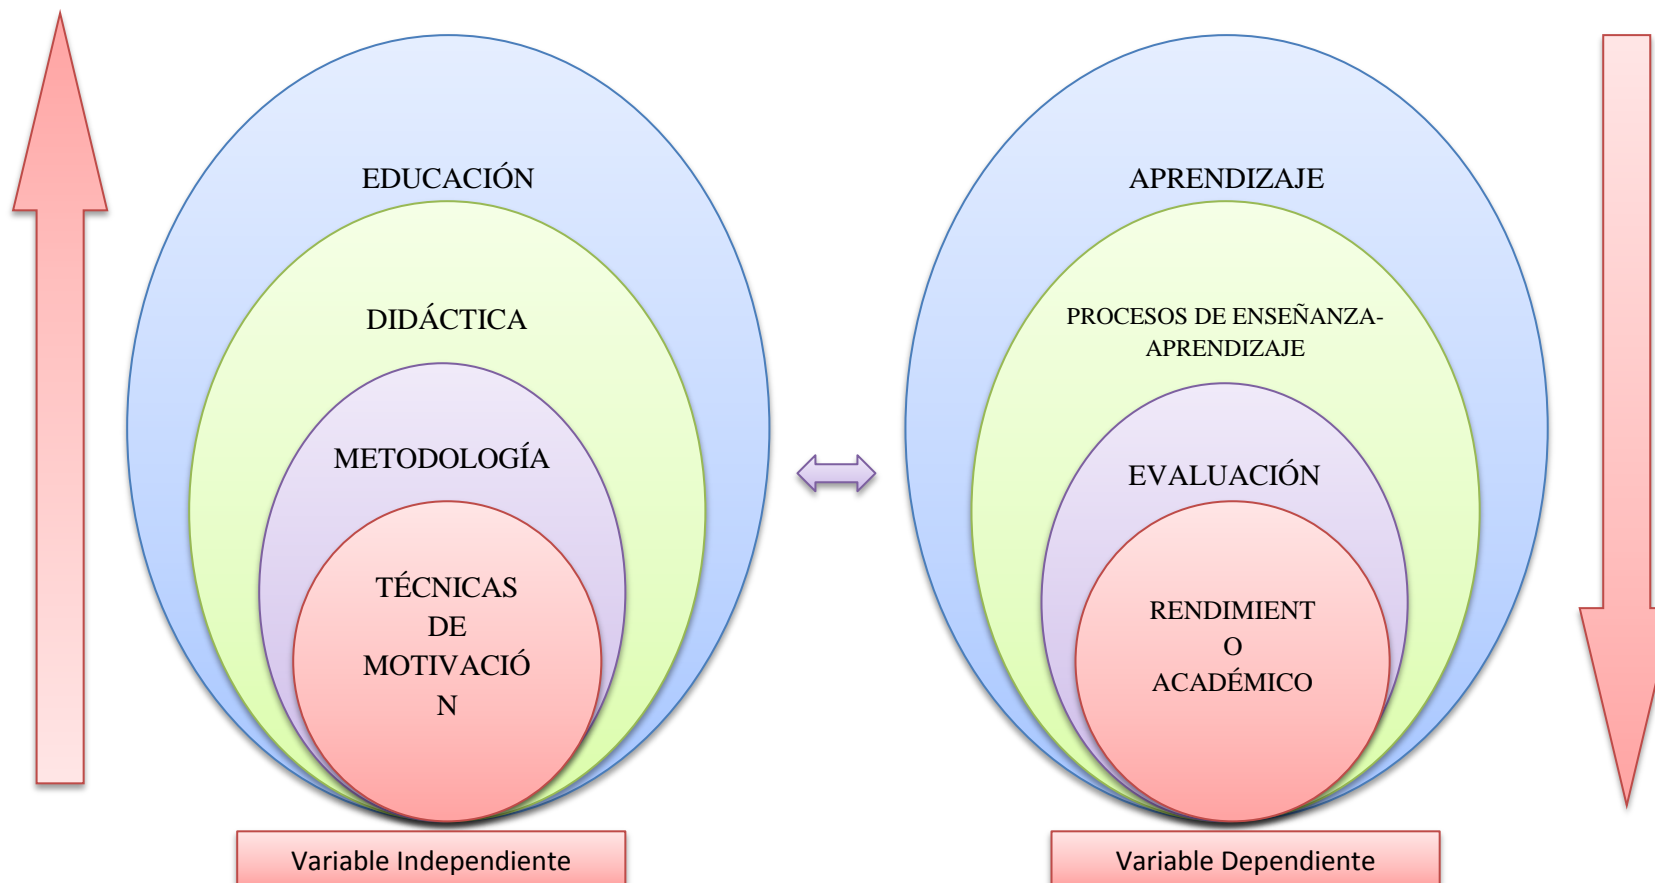 EDUCACIÓN
DIDÁCTICA
METODOLOGÍA
TÉCNICAS
DE
MOTIVACIÓ
N
Variable Independiente
APRENDIZAJE
PROCESOS DE ENSEÑANZA-
APRENDIZAJE
EVALUACIÓN
RENDIMIENT
O
ACADÉMICO
Variable Dependiente